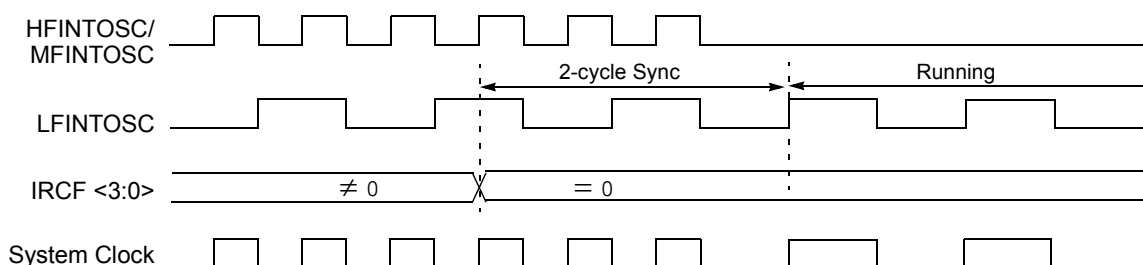 HFINTOSC/
MFINTOSC
2-cycle Sync
Running
LFINTOSC
IRCF <3:0>
≠ 0
= 0
System Clock